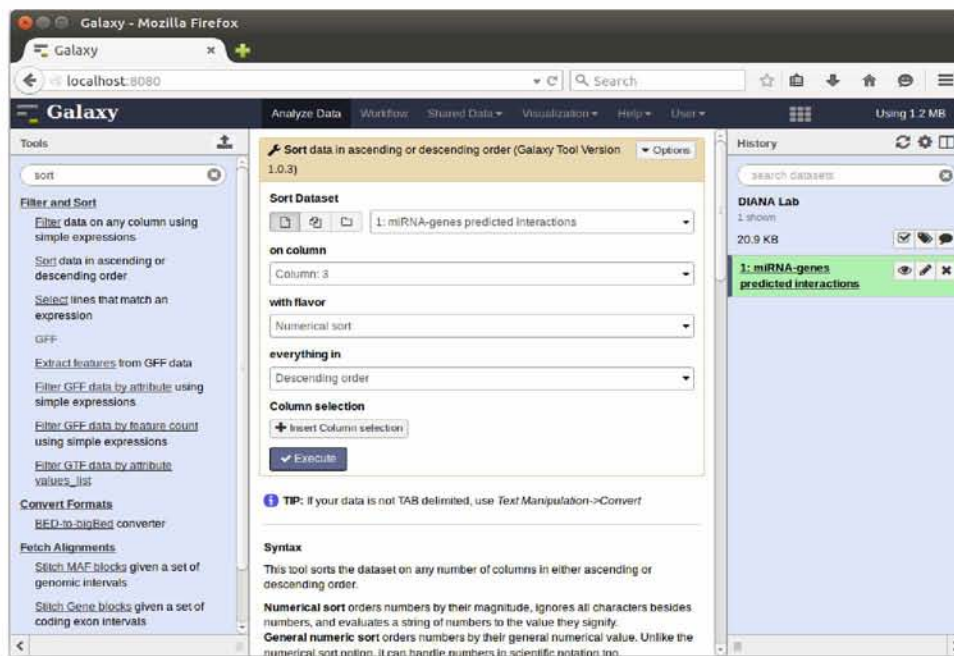 Galaxy - Mozilla Firefox
Galaxy
localhost:8080
Search
Galaxy
Analyze Data Workflow Shared Data Visualization Help User
Using 1.2 MB
Tools
sort
Filter and Sort
Filter data on any column using
simple expressions
Sort data in ascending or
descending order
Select lines that match an
expression
GFF
Extract features from GFF data
Filter GFF data by attribute using
simple expressions
Filter GFF data by feature count
using simple expressions
Filter GTF data by attribute
values_list
Convert Formats
BED-to-bigBed converter
Fetch Alignments
Stitch MAF blocks given a set of
genomic intervals
Stitch Gene blocks given a set of
coding exon intervals
Sort data in ascending or descending order (Galaxy Tool Version
1.0.3)
Options
Sort Dataset
1: miRNA-genes predicted interactions
on column
Column: 3
with flavor
Numerical sort
everything in
Descending order
Column selection
Insert Column selection
Execute
TIP: If your data is not TAB delimited, use Text Manipulation->Convert
Syntax
This tool sorts the dataset on any number of columns in either ascending or
descending order.
Numerical sort orders numbers by their magnitude, ignores all characters besides
numbers, and evaluates a string of numbers to the value they signify.
General numeric sort orders numbers by their general numerical value. Unlike the
numerical sort option, it can handle numbers in scientific notation too.
History
search datasets
DIANA Lab
1 shown
20.9 KB
1: miRNA-genes
predicted interactions